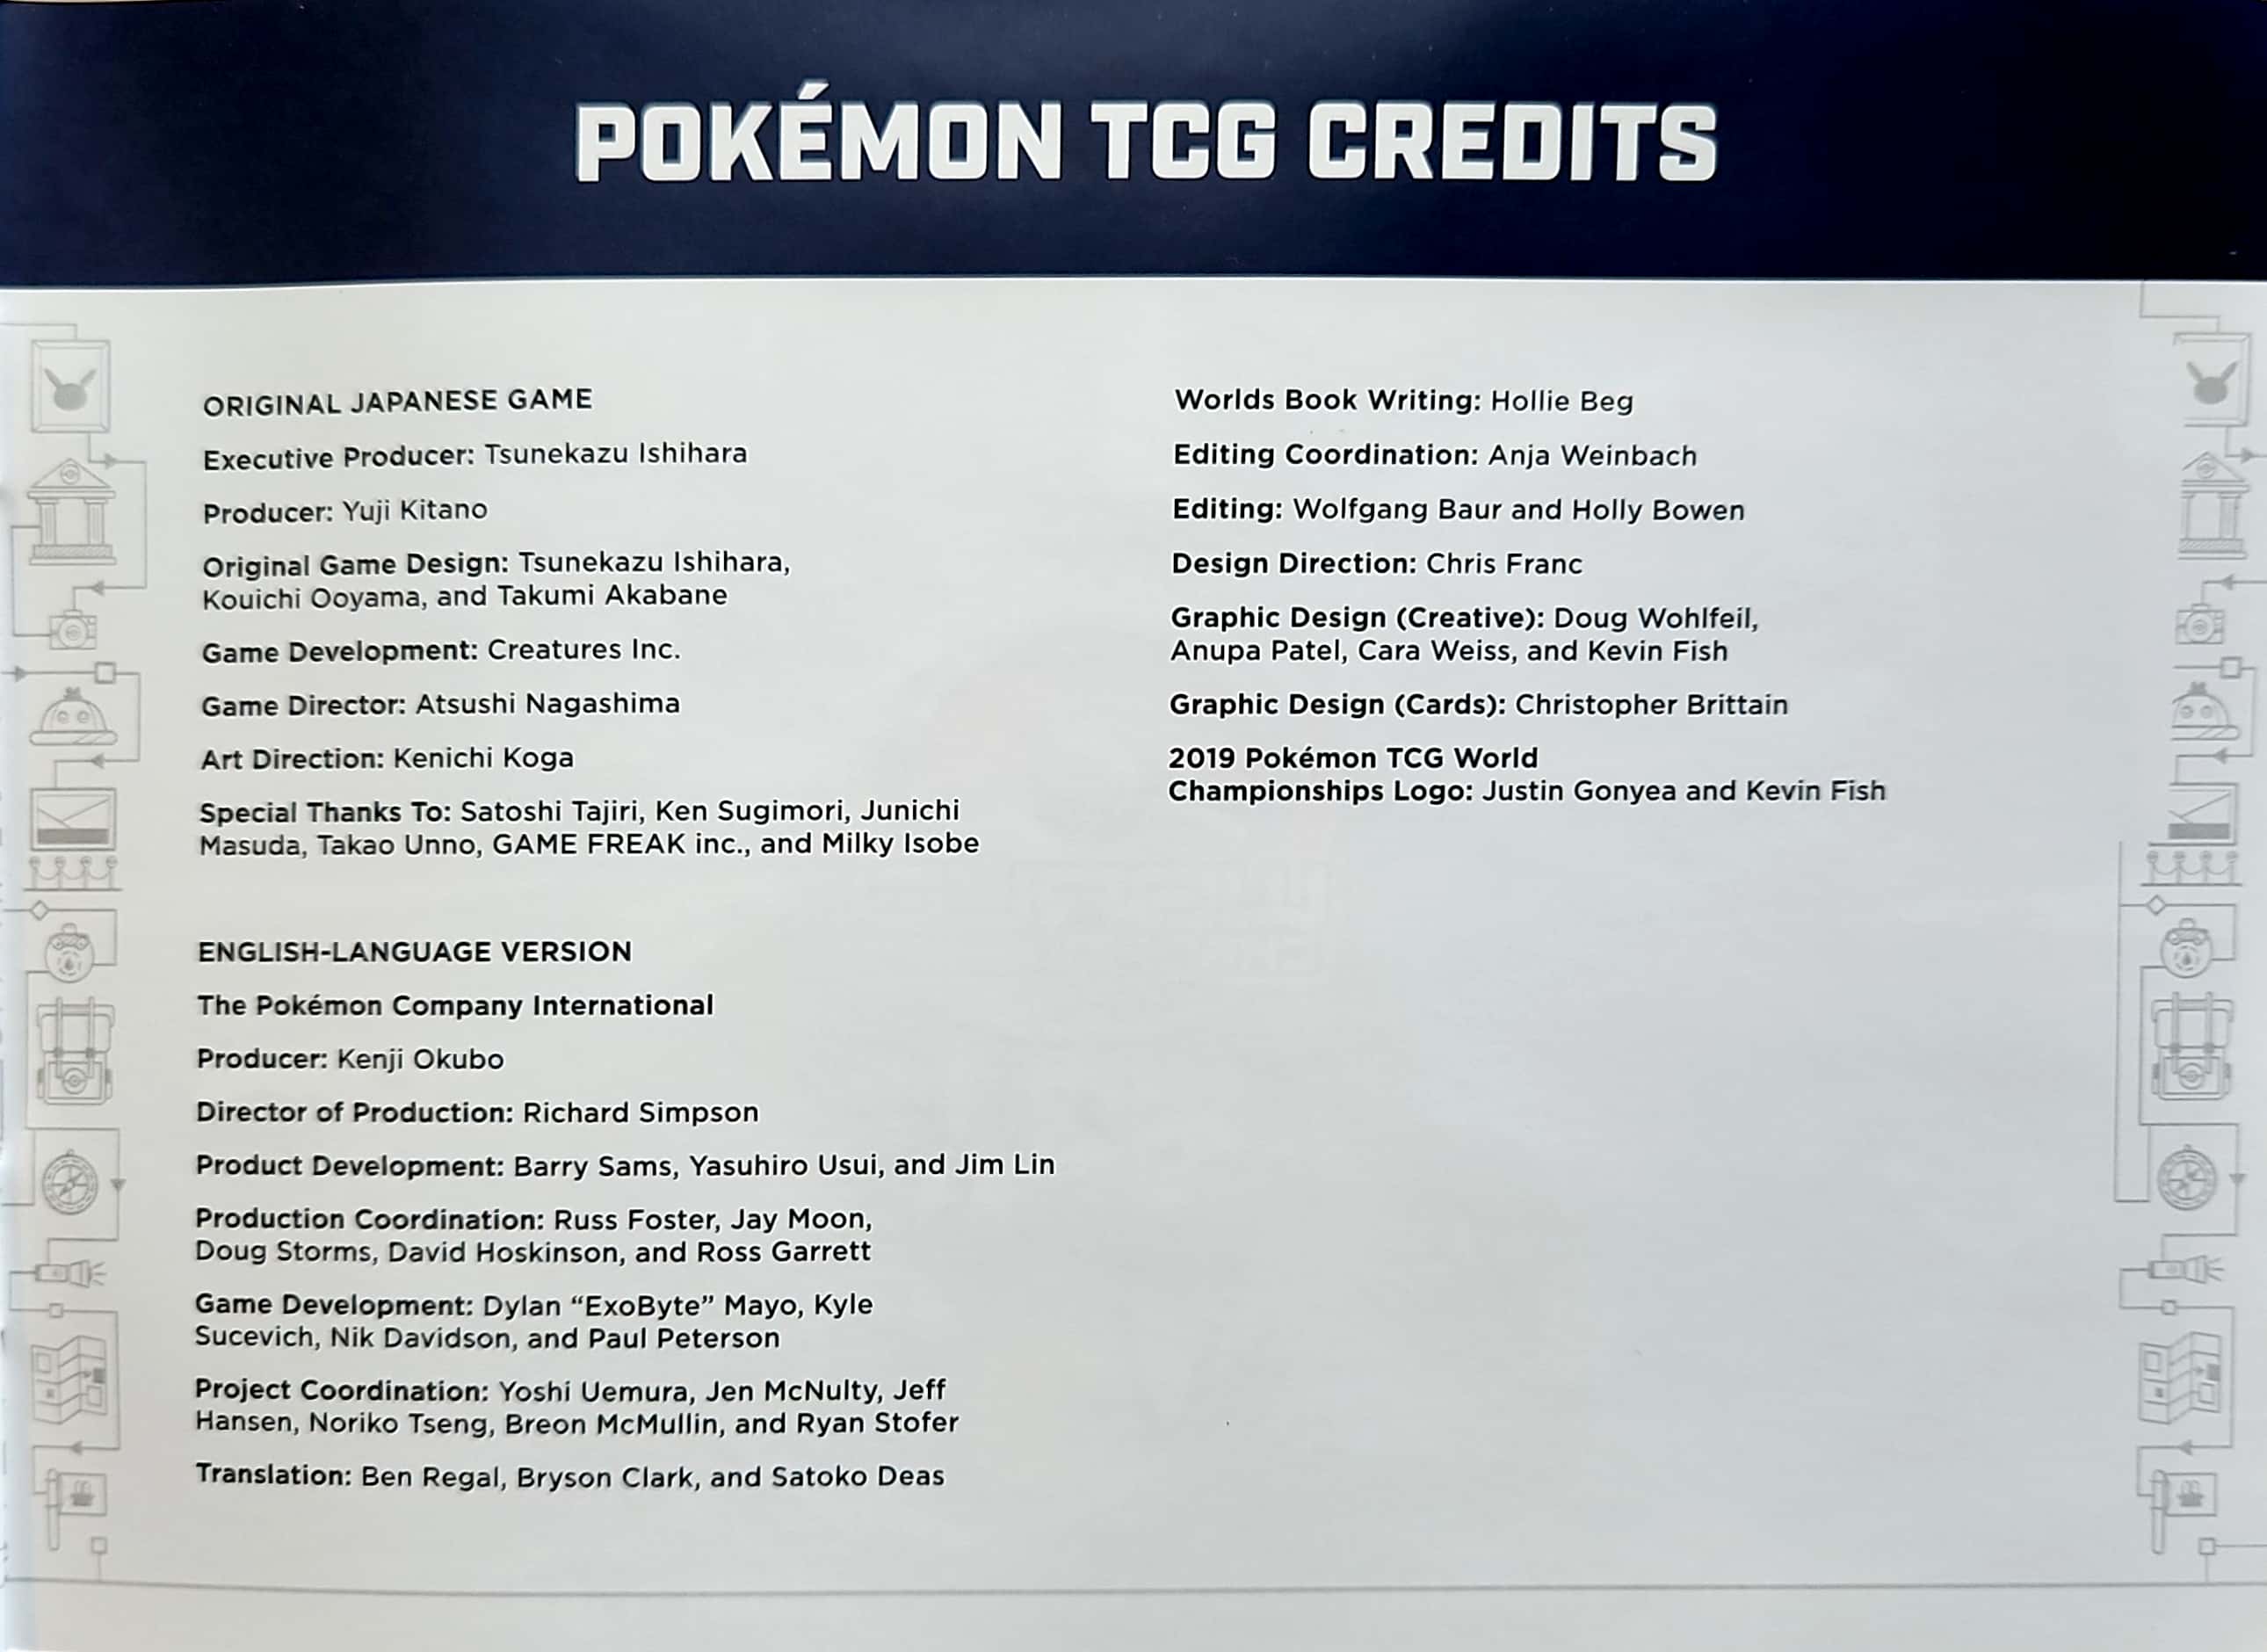 POKÉMON TCG CREDITS
ORIGINAL JAPANESE GAME
Executive Producer: Tsunekazu Ishihara
Producer: Yuji Kitano
Original Game Design: Tsunekazu Ishihara,
Kouichi Ooyama, and Takumi Akabane
Game Development: Creatures Inc.
Game Director: Atsushi Nagashima
Art Direction: Kenichi Koga
Special Thanks To: Satoshi Tajiri, Ken Sugimori, Junichi
Masuda, Takao Unno, GAME FREAK inc., and Milky Isobe
ENGLISH-LANGUAGE VERSION
The Pokémon Company International
Producer: Kenji Okubo
Director of Production: Richard Simpson
Product Development: Barry Sams, Yasuhiro Usui, and Jim Lin
Production Coordination: Russ Foster, Jay Moon,
Doug Storms, David Hoskinson, and Ross Garrett
Game Development: Dylan “ExoByte” Mayo, Kyle
Sucevich, Nik Davidson, and Paul Peterson
Project Coordination: Yoshi Uemura, Jen McNulty, Jeff
Hansen, Noriko Tseng, Breon McMullin, and Ryan Stofer
Translation: Ben Regal, Bryson Clark, and Satoko Deas
Worlds Book Writing: Hollie Beg
Editing Coordination: Anja Weinbach
Editing: Wolfgang Baur and Holly Bowen
Design Direction: Chris Franc
Graphic Design (Creative): Doug Wohlfeil,
Anupa Patel, Cara Weiss, and Kevin Fish
Graphic Design (Cards): Christopher Brittain
2019 Pokémon TCG World
Championships Logo: Justin Gonyea and Kevin Fish